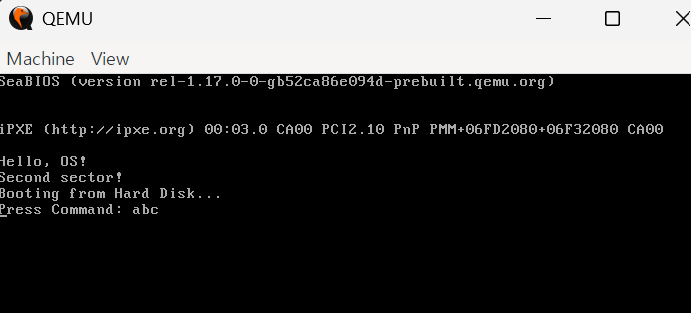 QEMU
Machine View
SeaBIOS (version rel-1.17.0-0-gb52ca86e094d-prebuilt.qemu.org)
iPXE (http://ipxe.org) 00:03.0 CA00 PCI2.10 PnP PMM+06FD2080+06F32080 CA00
Hello, OS!
Second sector!
Booting from Hard Disk...
Press Command: abc